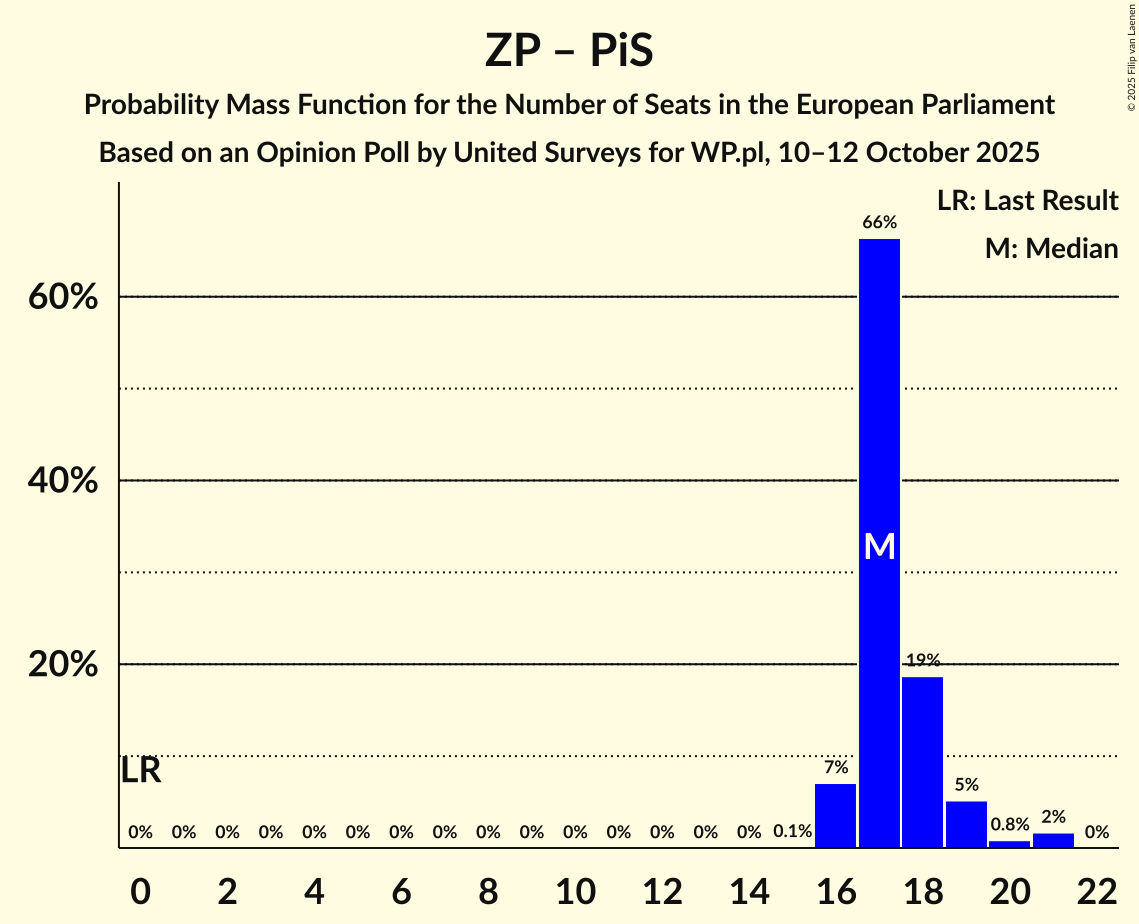 ZP – PiS
Probability Mass Function for the Number of Seats in the European Parliament
Based on an Opinion Poll by United Surveys for WP.pl, 10–12 October 2025
© 2025 Filip van Laenen
LR: Last Result
M: Median
60%
40%
20%
LR
M
0% 0% 0% 0% 0% 0% 0% 0% 0% 0% 0% 0% 0% 0% 0% 0.1% 7% 66% 19% 5% 0.8% 2% 0%
0 2 4 6 8 10 12 14 16 18 20 22